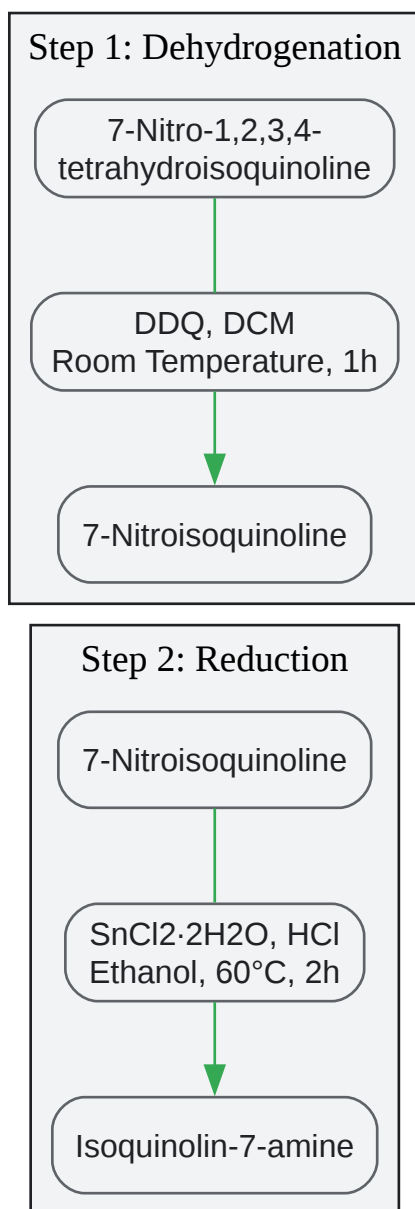 Step 1: Dehydrogenation
7-Nitro-1,2,3,4-
tetrahydroisoquinoline
DDQ, DCM
Room Temperature, 1h
7-Nitroisoquinoline
Step 2: Reduction
7-Nitroisoquinoline
SnCl2·2H2O, HCl
Ethanol, 60°C, 2h
Isoquinolin-7-amine